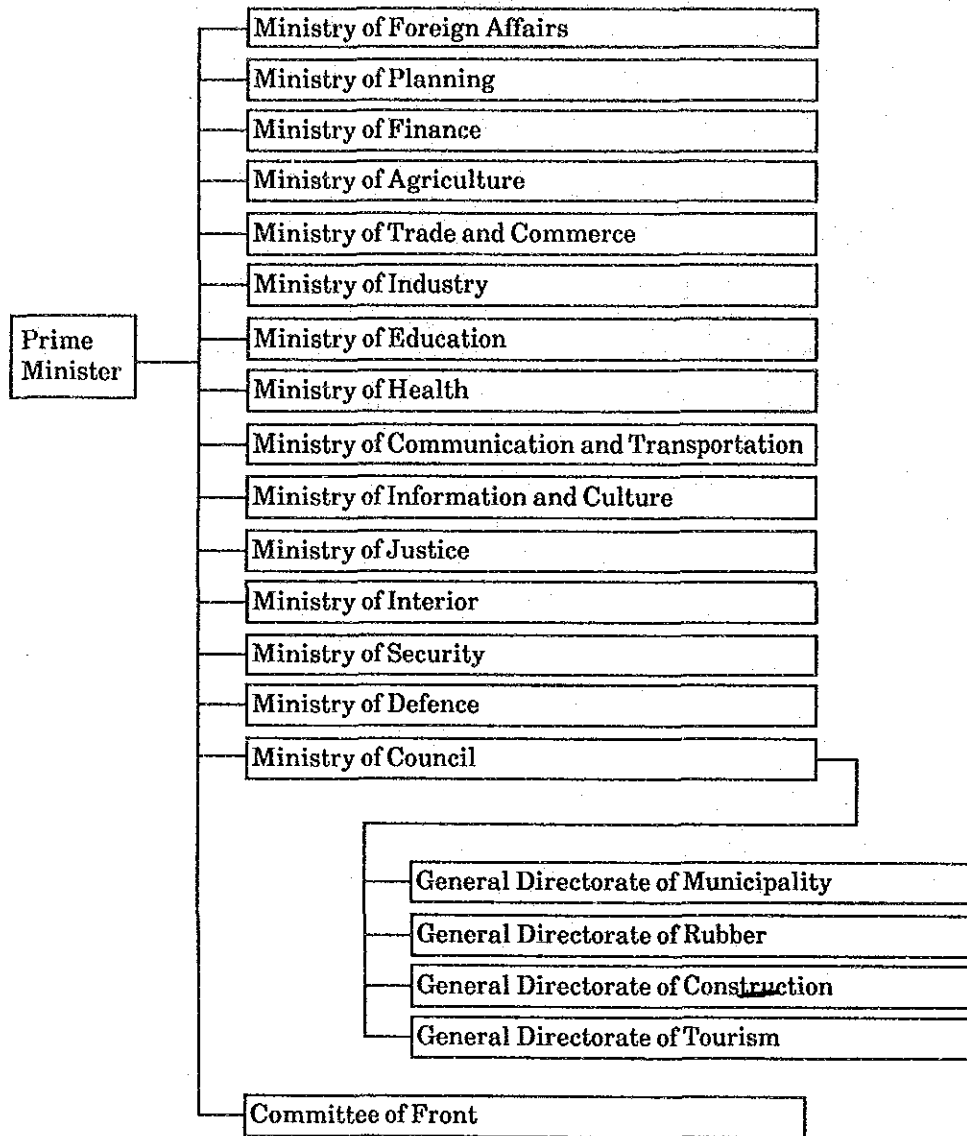 Ministry of Foreign Affairs
Ministry of Planning
Ministry of Finance
Ministry of Agriculture
Ministry of Trade and Commerce
Ministry of Industry
Ministry of Education
Prime
Minister
Ministry of Health
Ministry of Communication and Transportation
Ministry of Information and Culture
Ministry of Justice
Ministry of Interior
Ministry of Security
Ministry of Defence
Ministry of Council
General Directorate of Municipality
General Directorate of Rubber
General Directorate of Construction
General Directorate of Tourism
Committee of Front